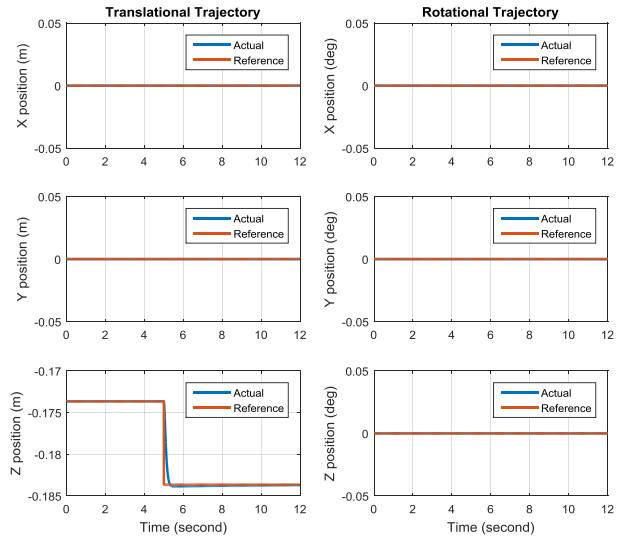 Translational Trajectory
Rotational Trajectory
0.05
0
-0.05
X position (m)
Actual
Reference
0 2 4 6 8 10 12
0.05
0
-0.05
X position (deg)
Actual
Reference
0 2 4 6 8 10 12
0.05
0
-0.05
Y position (m)
Actual
Reference
0 2 4 6 8 10 12
0.05
0
-0.05
Y position (deg)
Actual
Reference
0 2 4 6 8 10 12
-0.17
-0.175
-0.18
-0.185
Z position (m)
Actual
Reference
0 2 4 6 8 10 12
Time (second)
0.05
0
-0.05
Z position (deg)
Actual
Reference
0 2 4 6 8 10 12
Time (second)